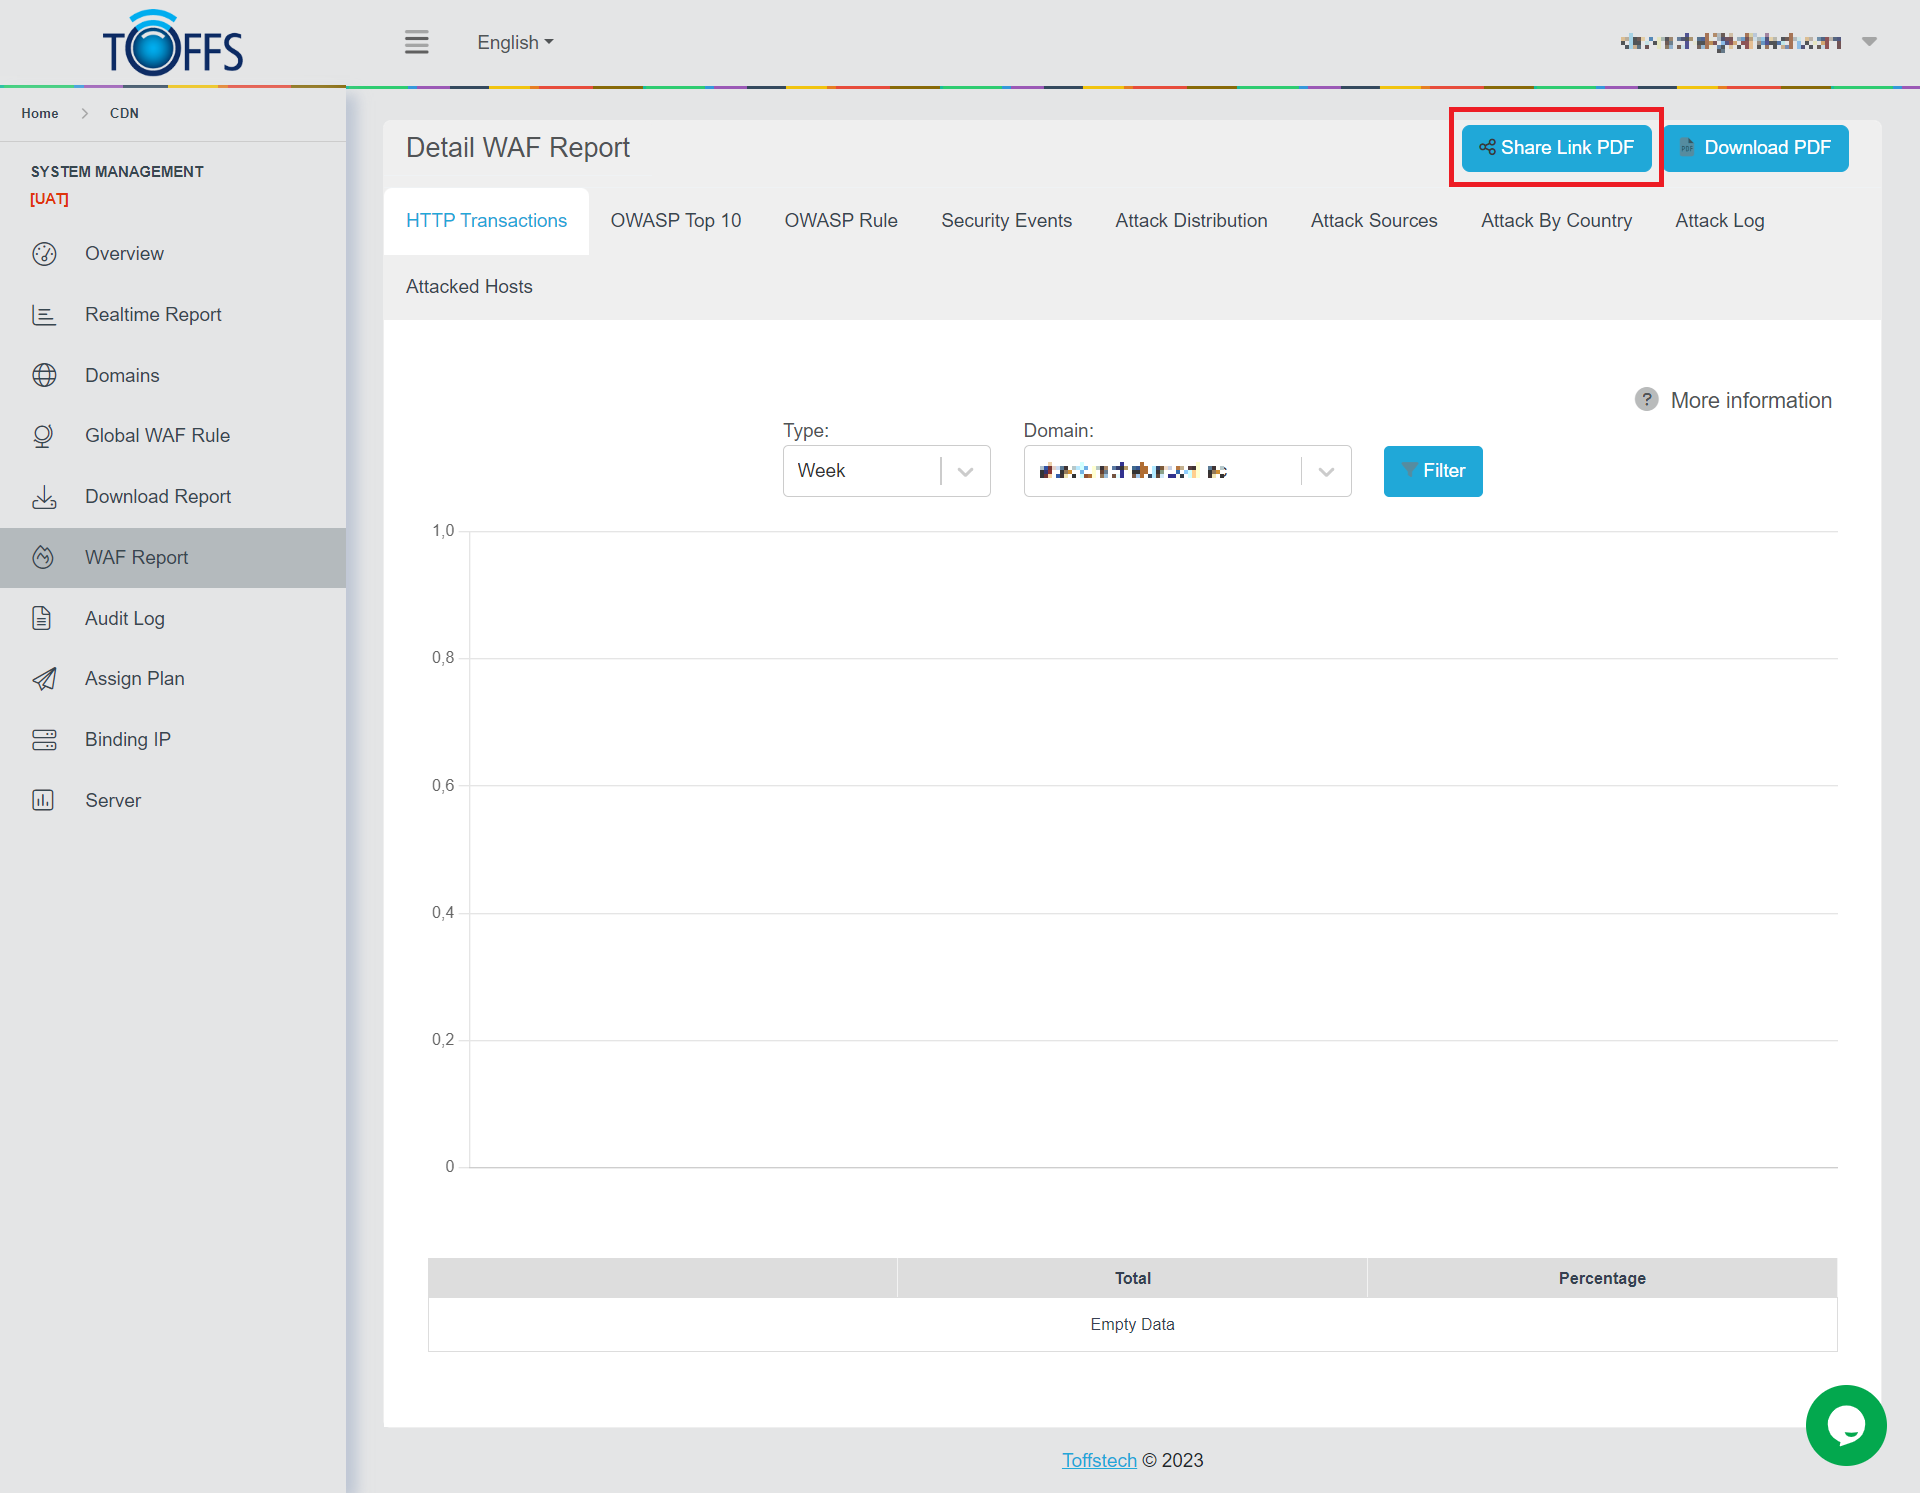 TOFFS
English
Home > CDN
SYSTEM MANAGEMENT
[UAT]
Overview
Realtime Report
Domains
Global WAF Rule
Download Report
WAF Report
Audit Log
Assign Plan
Binding IP
Server
Detail WAF Report
Share Link PDF
PDF Download PDF
HTTP Transactions
OWASP Top 10
OWASP Rule
Security Events
Attack Distribution
Attack Sources
Attack By Country
Attack Log
Attacked Hosts
? More information
Type:
Week
Domain:
Filter
1,0
0,8
0,6
0,4
0,2
0
Total
Percentage
Empty Data
Toffstech © 2023